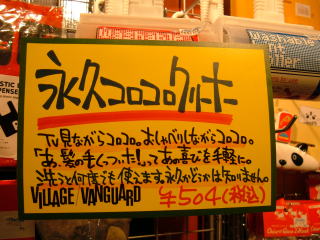 Washable
永久コロコロクリーナー
TV見ながらコロコロ。おしゃべりしながらコロコロ。
「あ、髪の毛くっついた!」ってあの喜びを手軽に。
洗うと何度でも使えます。永久かどうかは知りません。
VILLAGE/VANGUARD
¥504(税込)